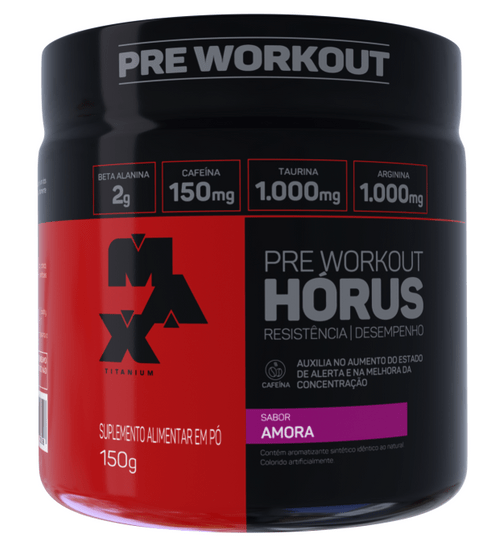 PRE WORKOUT
BETA ALANINA
2g
CAFEÍNA
150mg
TAURINA
1.000mg
ARGININA
1.000mg
MAX
TITANIUM
SUPLEMENTO ALIMENTAR EM PÓ
150g
PRE WORKOUT
HÓRUS
RESISTÊNCIA | DESEMPENHO
CAFEÍNA
AUXILIA NO AUMENTO DO ESTADO
DE ALERTA E NA MELHORA DA
CONCENTRAÇÃO
SABOR
AMORA
Contém aromatizante sintético idêntico ao natural
Colorido artificialmente.